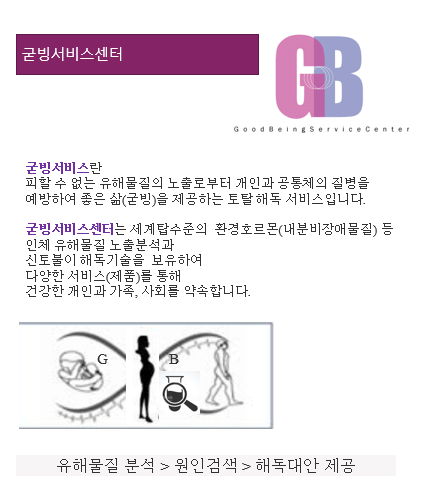 굳빙서비스센터
GB
GoodBeingServiceCenter
굳빙서비스란
피할 수 없는 유해물질의 노출로부터 개인과 공통체의 질병을
예방하여 좋은 삶(굳빙)을 제공하는 토탈 해독 서비스입니다.
굳빙서비스센터는 세계탑수준의 환경호르몬(내분비장애물질) 등
인체 유해물질 노출분석과
신토불이 해독기술을 보유하여
다양한 서비스(제품)를 통해
건강한 개인과 가족, 사회를 약속합니다.
G B
유해물질 분석 > 원인검색 > 해독대안 제공